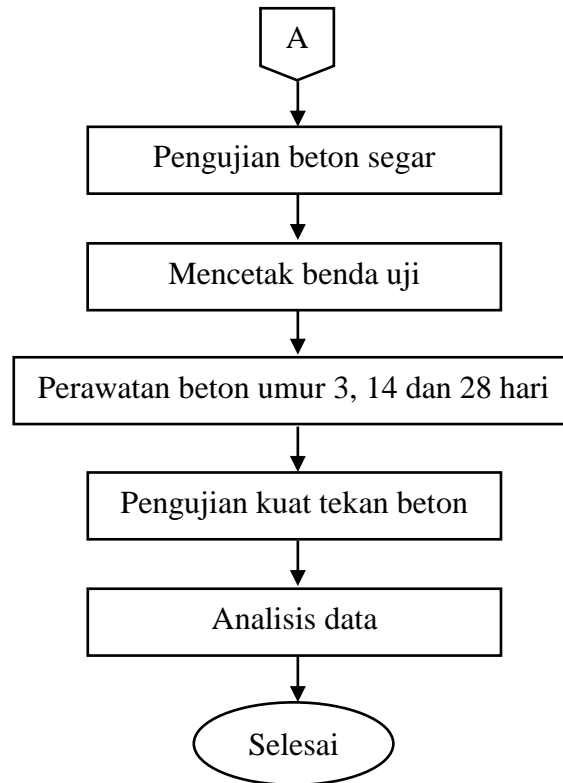 A
Pengujian beton segar
Mencetak benda uji
Perawatan beton umur 3, 14 dan 28 hari
Pengujian kuat tekan beton
Analisis data
Selesai